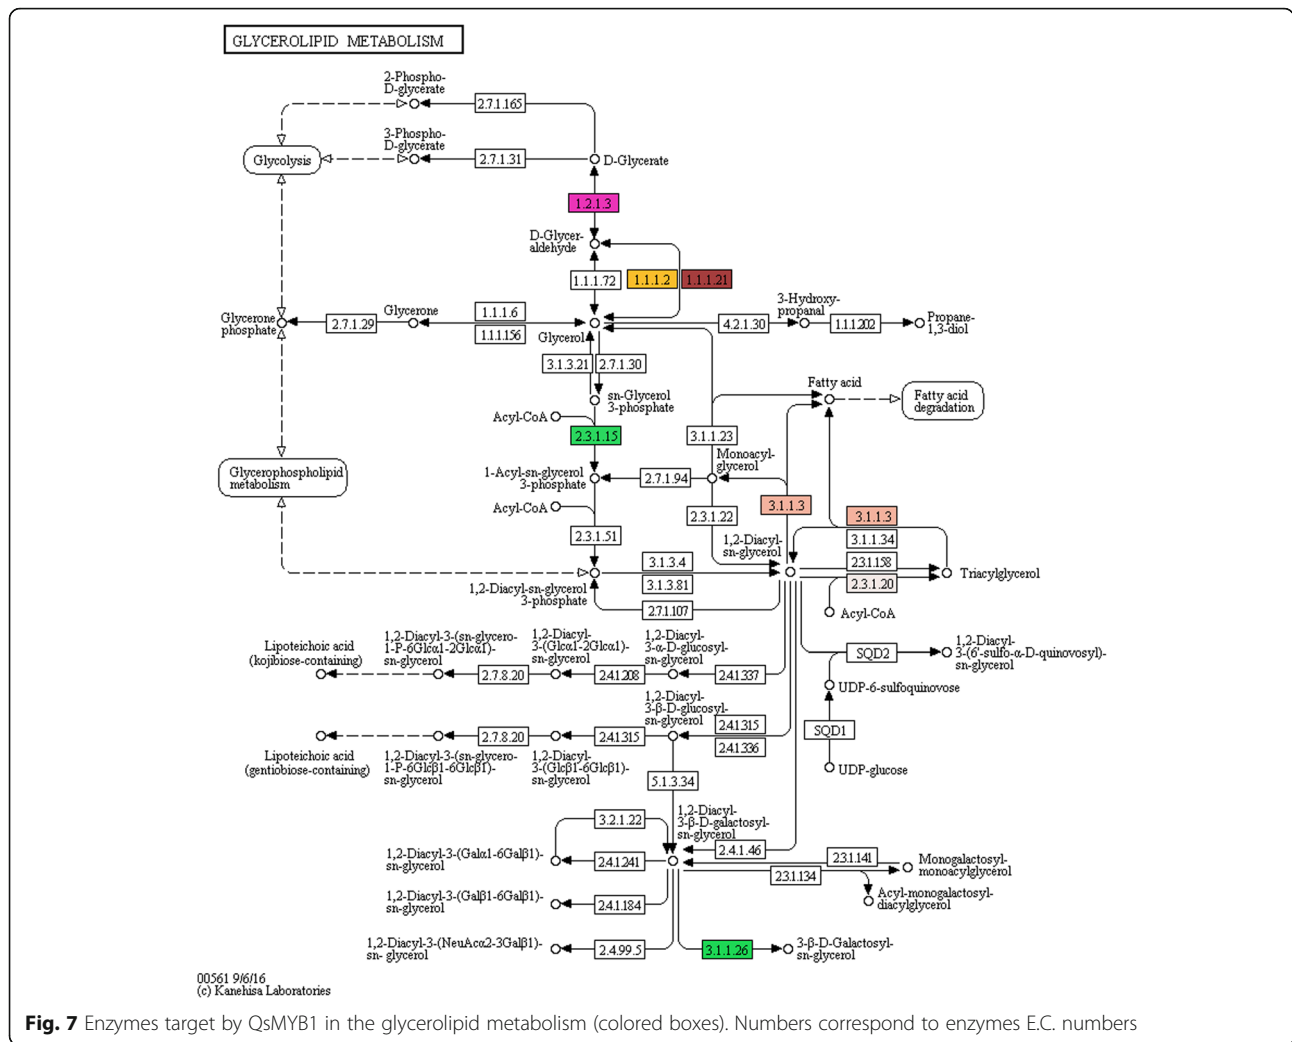 GLYCEROLIPID METABOLISM
2-Phospho-
D-glycerate
2.7.1.165
3-Phospho-
D-glycerate
Glycolysis
2.7.1.31
D-Glycerate
1.2.1.3
D-Glycer-
aldehyde
1.1.1.72
1.1.1.2
1.1.1.21
3-Hydroxy-
propanal
Glycerone
phosphate
2.7.1.29
Glycerone
1.1.1.6
1.1.1.156
Glycerol
4.2.1.30
1.1.1.202
Propane-
1,3-diol
3.1.3.21
2.7.1.30
sn-Glycerol
3-phosphate
Fatty acid
Fatty acid
degradation
Acyl-CoA
2.3.1.15
3.1.1.23
Monoacyl-
glycerol
Glycerophospholipid
metabolism
1-Acyl-sn-glycerol
3-phosphate
2.7.1.94
Acyl-CoA
3.1.1.3
3.1.1.3
2.3.1.51
2.3.1.22
1,2-Diacyl-
sn-glycerol
3.1.1.34
3.1.3.4
2.3.1.158
3.1.3.81
2.3.1.20
Triacylglycerol
1,2-Diacyl-sn-glycerol
3-phosphate
2.7.1.107
Acyl-CoA
Lipoteichoic acid
(kojibiose-containing)
1,2-Diacyl-3-(sn-glycero-
1-P-6Glcα1-2Glcα1)-
sn-glycerol
1,2-Diacyl-
3-(Glcα1-2Glcα1)-
sn-glycerol
1,2-Diacyl-
3-α-D-glucosyl-
sn-glycerol
SQD2
1,2-Diacyl-
3-(6'-sulfo-α-D-quinovosyl)-
sn-glycerol
2.7.8.20
2.4.1.208
2.4.1.337
UDP-6-sulfoquinovose
1,2-Diacyl-
3-β-D-glucosyl-
sn-glycerol
2.7.8.20
2.4.1.315
2.4.1.315
2.4.1.336
SQD1
Lipoteichoic acid
(gentiobiose-containing)
1,2-Diacyl-3-(sn-glycero-
1-P-6Glcβ1-6Glcβ1)-
sn-glycerol
1,2-Diacyl-
3-(Glcβ1-6Glcβ1)-
sn-glycerol
UDP-glucose
5.1.3.34
3.2.1.22
1,2-Diacyl-
3-β-D-galactosyl-
sn-glycerol
2.4.1.46
1,2-Diacyl-3-(Galα1-6Galβ1)-
sn-glycerol
2.4.1.241
2.3.1.141
2.3.1.134
Monogalactosyl-
monoacylglycerol
1,2-Diacyl-3-(Galβ1-6Galβ1)-
sn-glycerol
2.4.1.184
Acyl-monogalactosyl-
diacylglycerol
1,2-Diacyl-3-(NeuAcα2-3Galβ1)-
sn- glycerol
2.4.99.5
3.1.1.26
3-β-D-Galactosyl-
sn-glycerol
00561 9/6/16
(c) Kanehisa Laboratories
Fig. 7 Enzymes target by QsMYB1 in the glycerolipid metabolism (colored boxes). Numbers correspond to enzymes E.C. numbers